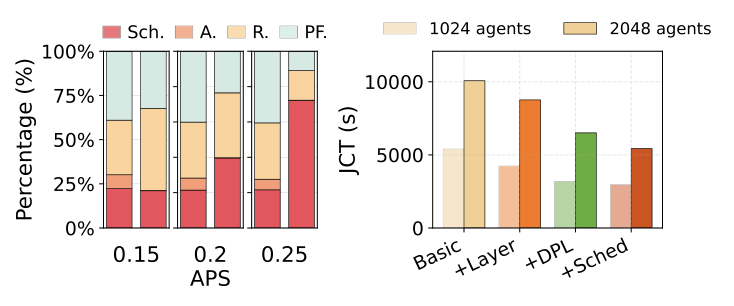 Sch. A. R. PF.
100%
75%
50%
25%
0%
Percentage (%)
0.15 0.2 0.25
APS
1024 agents 2048 agents
10000
5000
0
JCT (s)
Basic +Layer +DPL +Sched